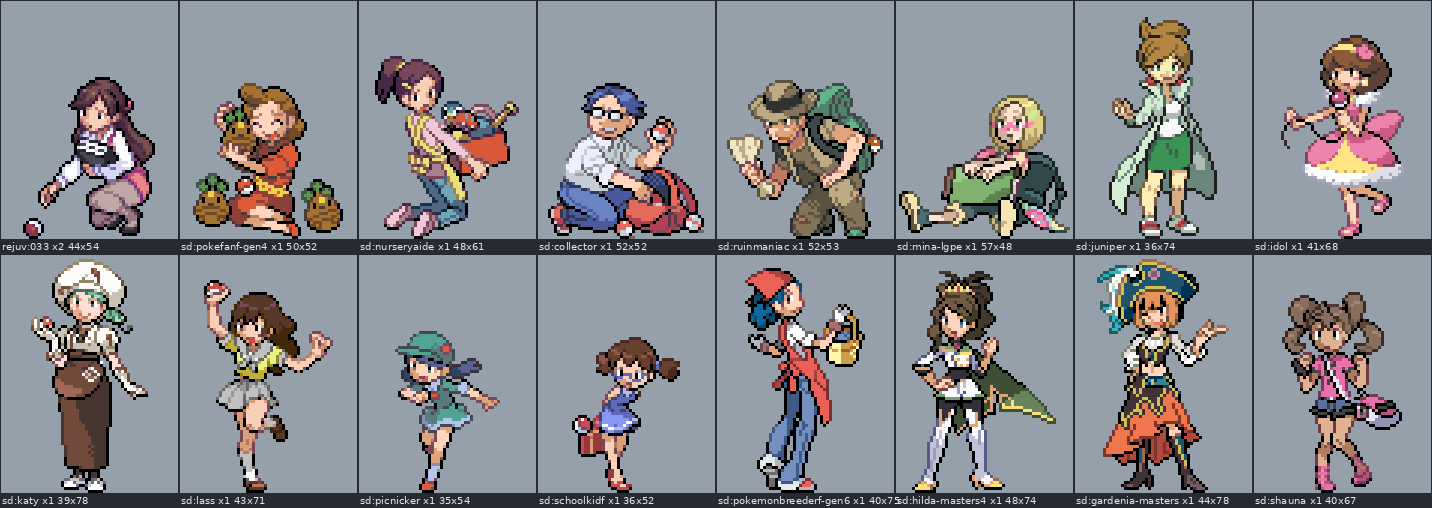 rejuv:033 x2 44x54
sd:pokefanf-gen4 x1 50x52
sd:nurseryaide x1 48x61
sd:collector x1 52x52
sd:ruinmaniac x1 52x53
sd:mina-lgpe x1 57x48
sd:juniper x1 36x74
sd:idol x1 41x68
sd:katy x1 39x78
sd:lass x1 43x71
sd:picnicker x1 35x54
sd:schoolkidf x1 36x52
sd:pokemonbreederf-gen6 x1 40x75
sd:hilda-masters4 x1 48x74
sd:gardenia-masters x1 44x78
sd:shauna x1 40x67